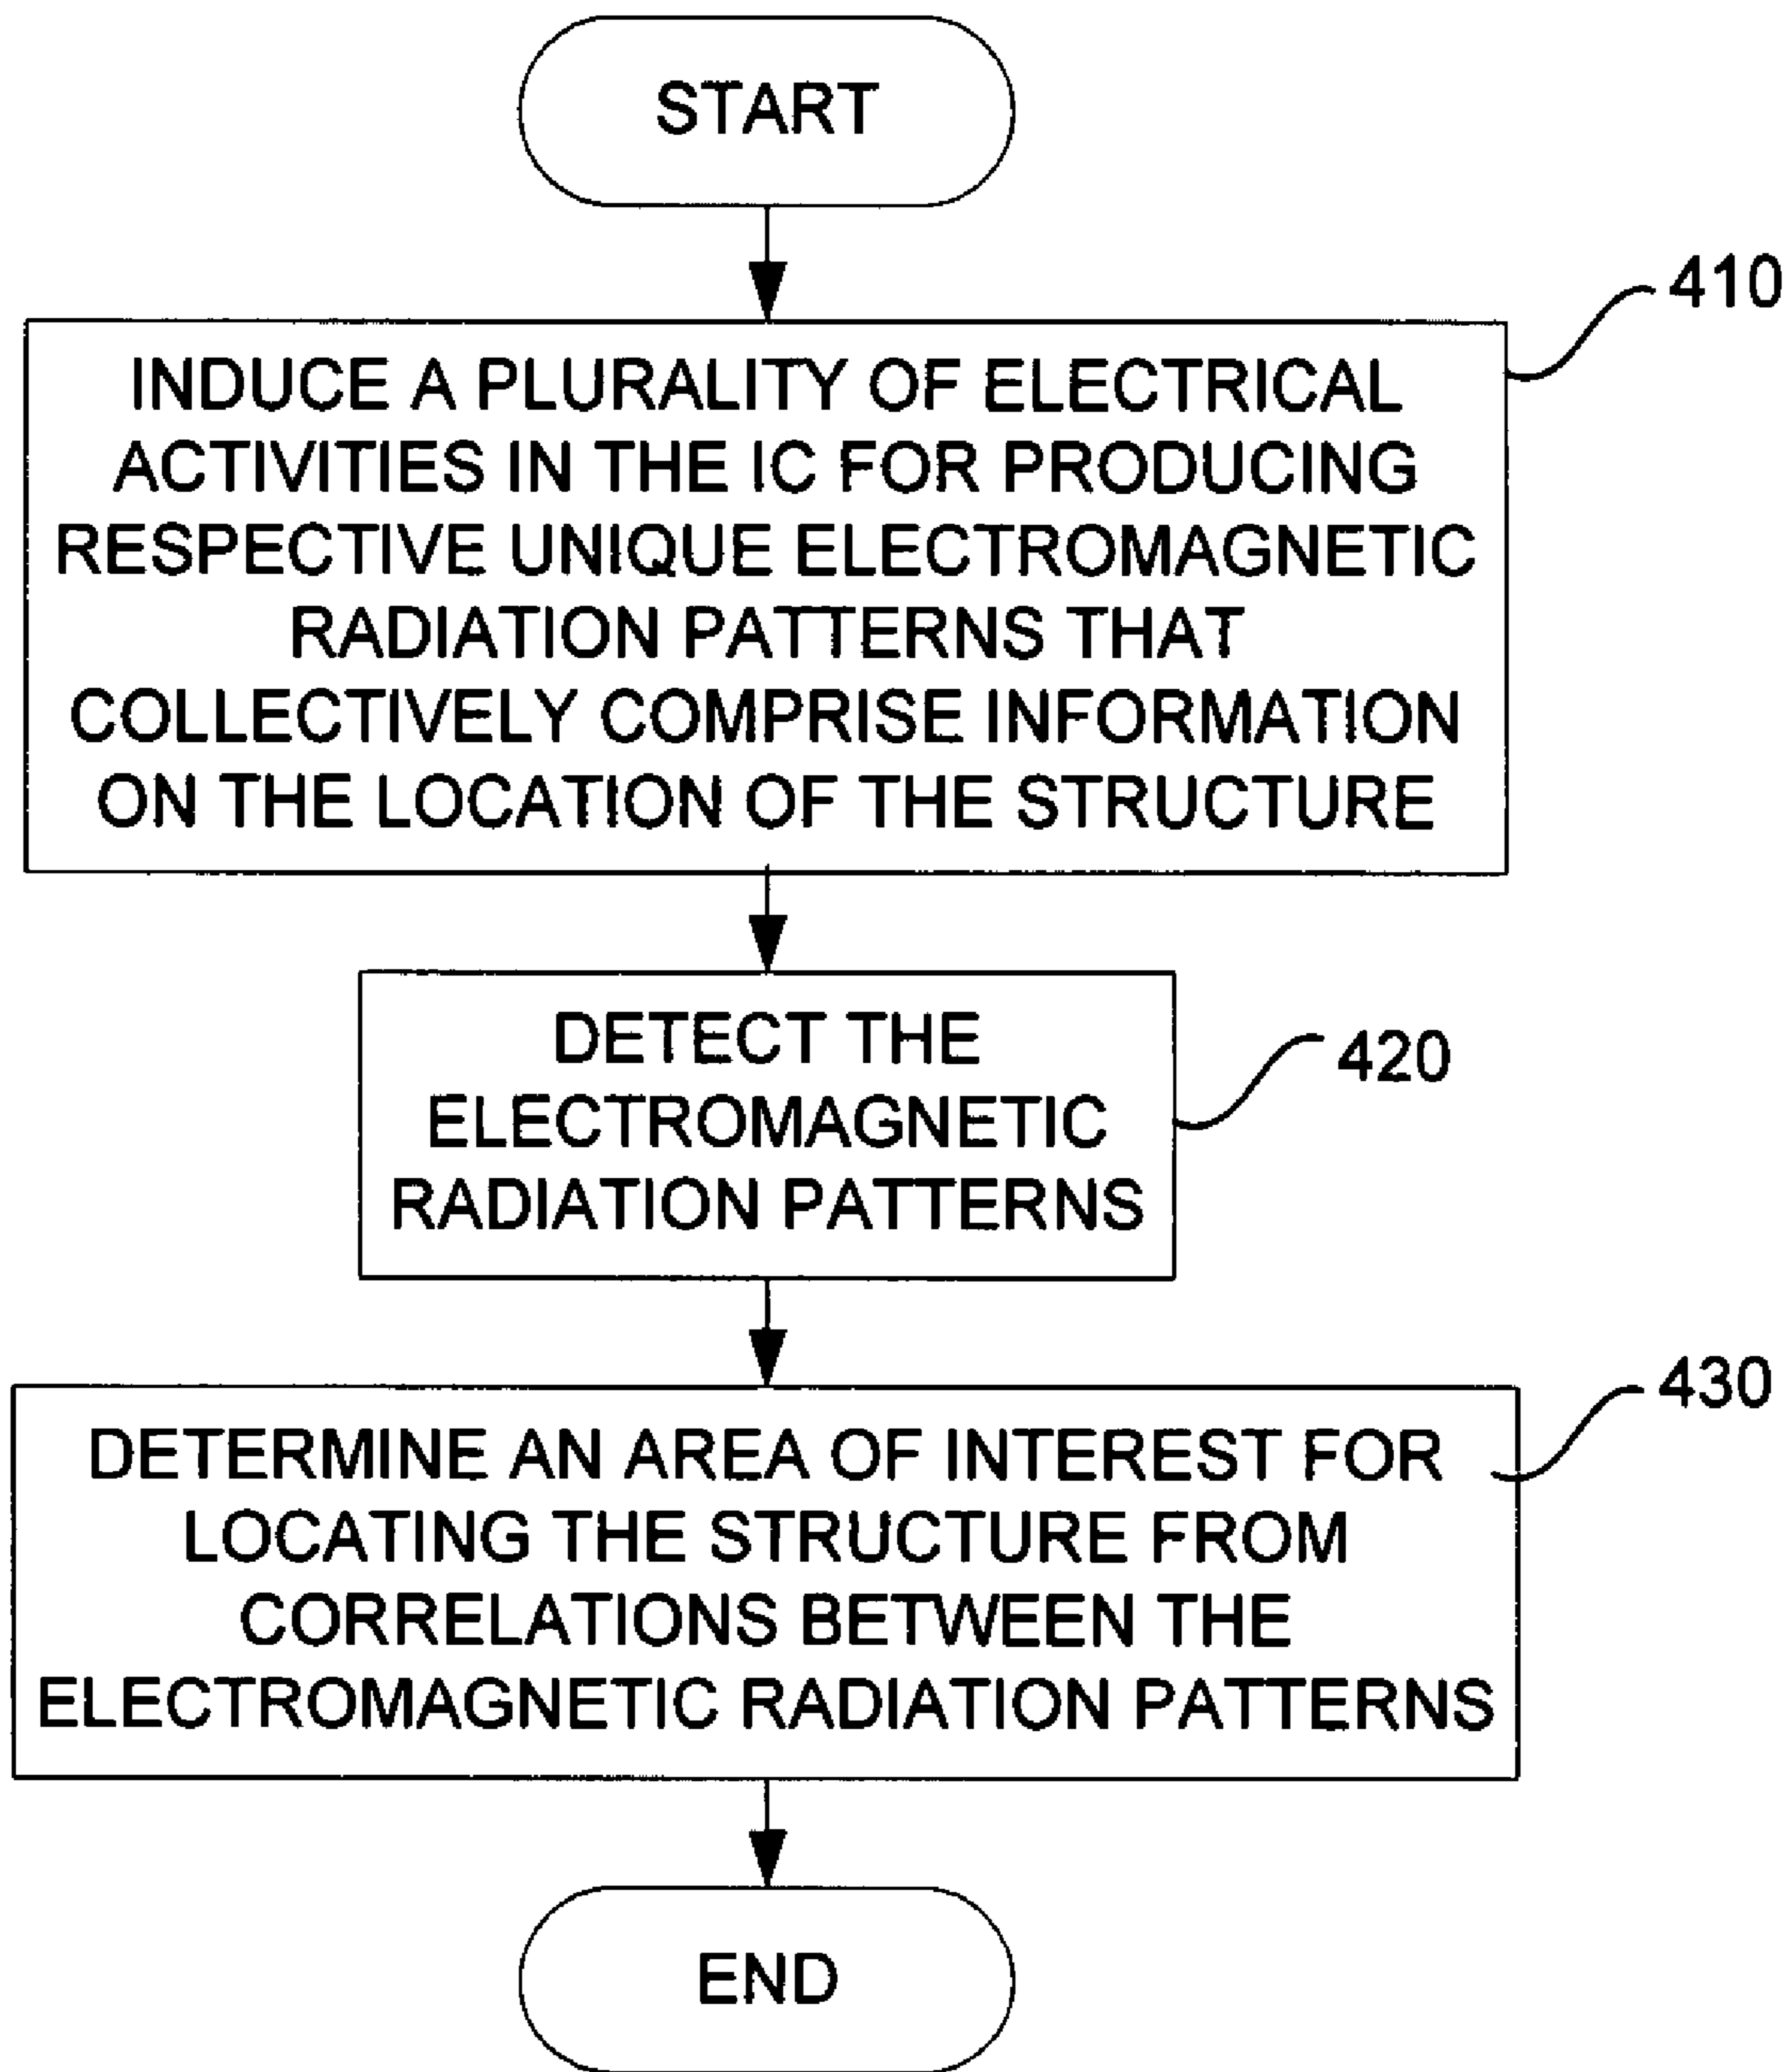 START
410
INDUCE A PLURALITY OF ELECTRICAL
ACTIVITIES IN THE IC FOR PRODUCING
RESPECTIVE UNIQUE ELECTROMAGNETIC
RADIATION PATTERNS THAT
COLLECTIVELY COMPRISE INFORMATION
ON THE LOCATION OF THE STRUCTURE
DETECT THE
420
ELECTROMAGNETIC
RADIATION PATTERNS
430
DETERMINE AN AREA OF INTEREST FOR
LOCATING THE STRUCTURE FROM
CORRELATIONS BETWEEN THE
ELECTROMAGNETIC RADIATION PATTERNS
END